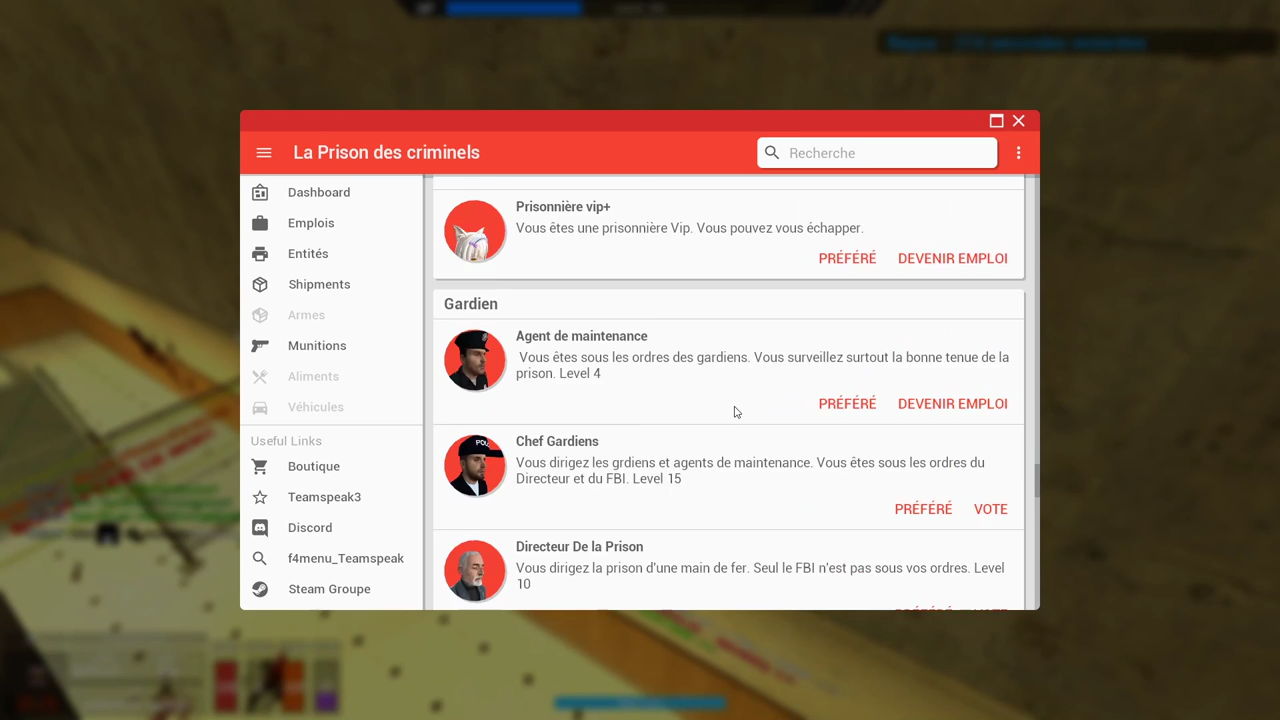 La Prison des criminels
Recherche
Dashboard
Emplois
Entités
Shipments
Armes
Munitions
Aliments
Véhicules
Useful Links
Boutique
Teamspeak3
Discord
f4menu_Teamspeak
Steam Groupe
Prisonnière vip+
Vous êtes une prisonnière Vip. Vous pouvez vous échapper.
PRÉFÉRÉ DEVENIR EMPLOI
Gardien
Agent de maintenance
Vous êtes sous les ordres des gardiens. Vous surveillez surtout la bonne tenue de la
prison. Level 4
PRÉFÉRÉ DEVENIR EMPLOI
Chef Gardiens
Vous dirigez les grdiens et agents de maintenance. Vous êtes sous les ordres du
Directeur et du FBI. Level 15
PRÉFÉRÉ VOTE
Directeur De la Prison
Vous dirigez la prison d'une main de fer. Seul le FBI n'est pas sous vos ordres. Level
10
PRÉFÉRÉ VOTE